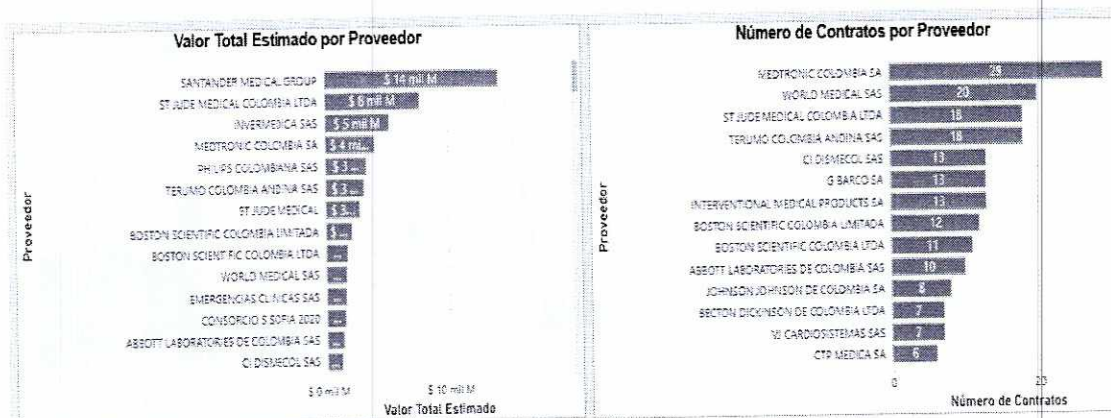 Valor Total Estimado por Proveedor
Proveedor
SANTANDER MEDICAL GROUP $ 14 mil M
ST JUDE MEDICAL COLOMBIA LTDA $ 8 mil M
INVERMEDICA SAS $ 5 mil M
MEDTRONIC COLOMBIA SA $ 4 mi...
PHILIPS COLOMBIANA SAS $ 3 ...
TERUMO COLOMBIA ANDINA SAS $ 3 ...
ST JUDE MEDICAL $ 3...
BOSTON SCIENTIFIC COLOMBIA LIMITADA $ ...
BOSTON SCIENTIFIC COLOMBIA LTDA ...
WORLD MEDICAL SAS ...
EMERGENCIAS CLINICAS SAS ...
CONSORCIO S SOFIA 2020 ...
ABBOTT LABORATORIES DE COLOMBIA SAS ...
CI DISMECOL SAS ...
$ 0 mil M $ 10 mil M
Valor Total Estimado
Número de Contratos por Proveedor
Proveedor
MEDTRONIC COLOMBIA SA
WORLD MEDICAL SAS 20
ST JUDE MEDICAL COLOMBIA LTDA 18
TERUMO COLOMBIA ANDINA SAS 18
CI DISMECOL SAS 13
G BARCO SA 13
INTERVENTIONAL MEDICAL PRODUCTS SA 13
BOSTON SCIENTIFIC COLOMBIA LIMITADA 12
BOSTON SCIENTIFIC COLOMBIA LTDA 11
ABBOTT LABORATORIES DE COLOMBIA SAS 10
JOHNSON JOHNSON DE COLOMBIA SA 8
BECTON DICKINSON DE COLOMBIA LTDA 7
VJ CARDIOSISTEMAS SAS 7
CTP MEDICA SA 6
0 20
Número de Contratos